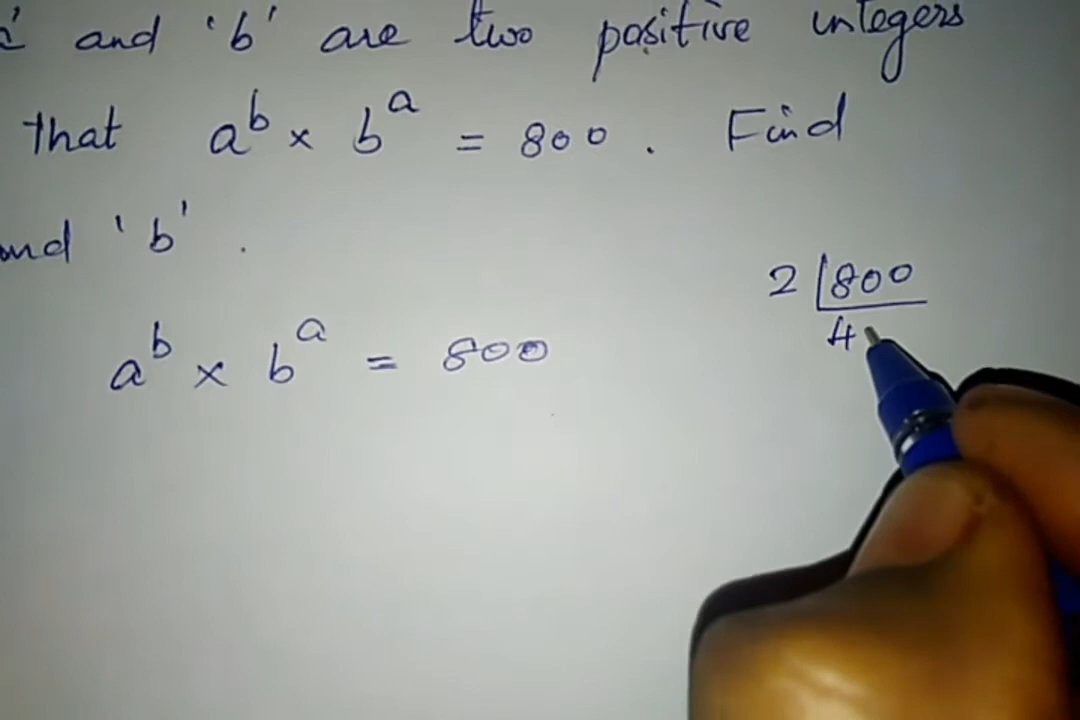 and 'b' are two positive integers
that a^b × b^a = 800. Find
and 'b'.
a^b × b^a = 800
2 | 800
4